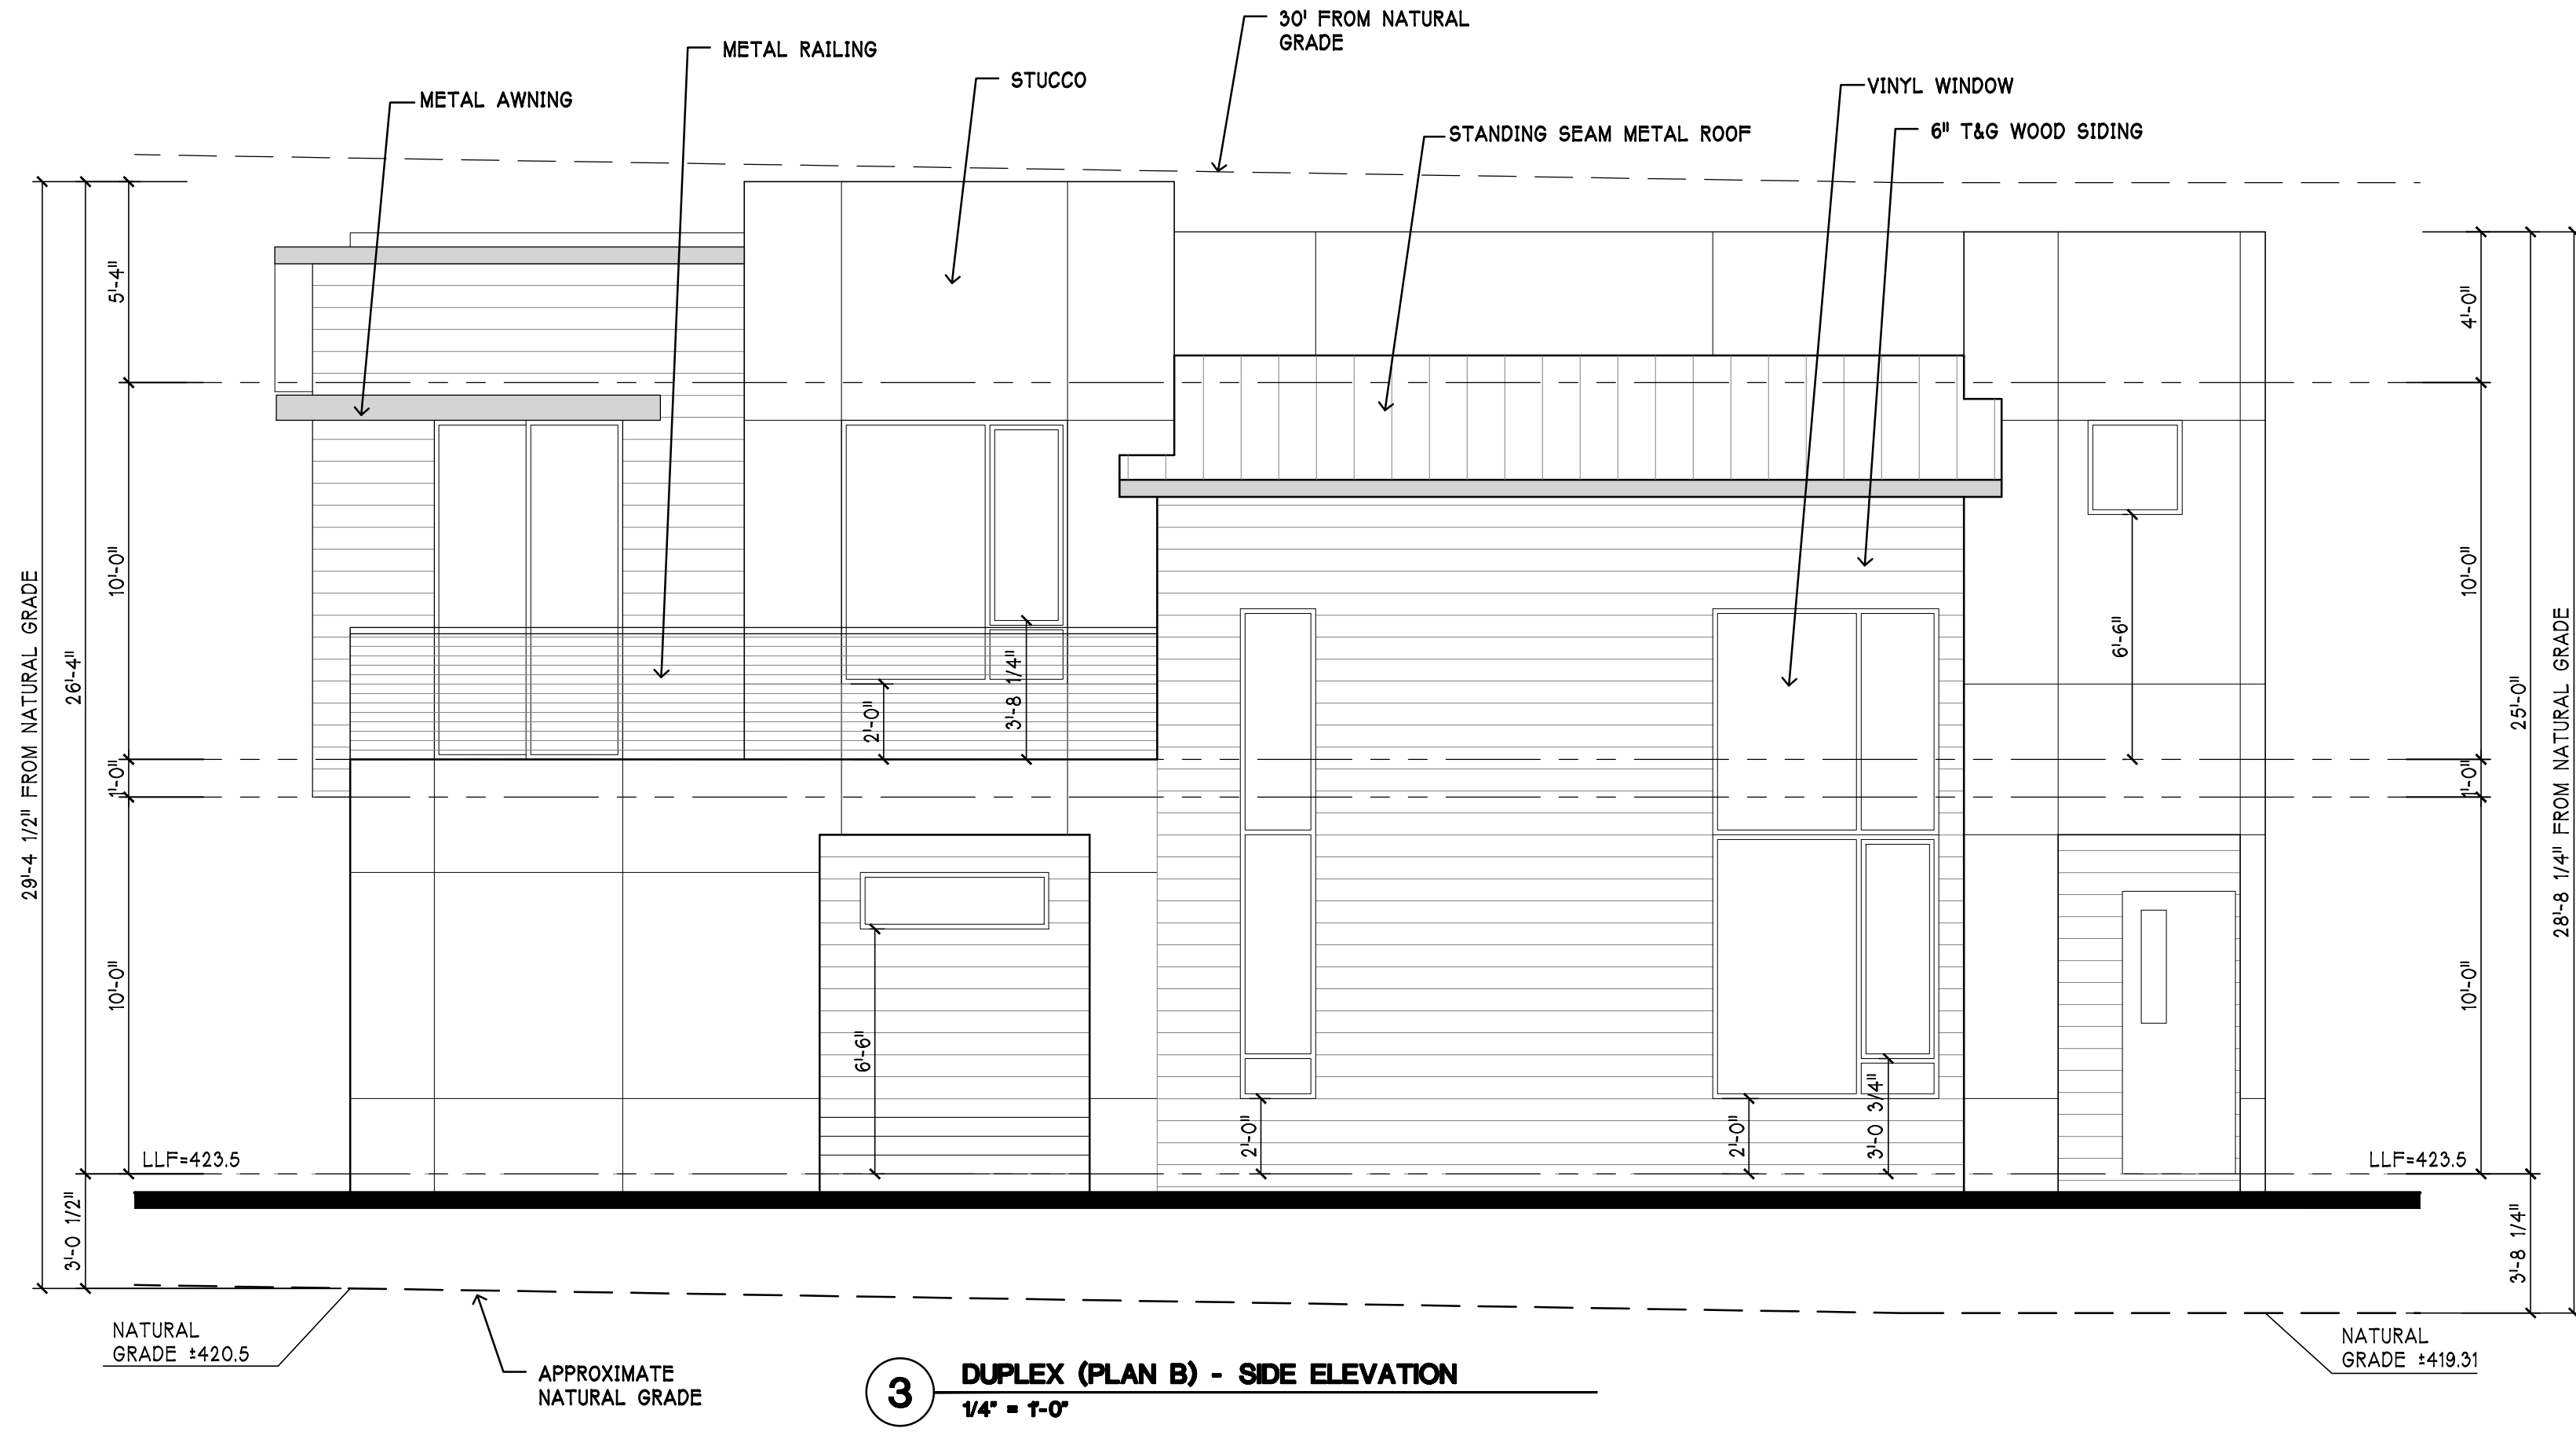 30' FROM NATURAL
GRADE
METAL RAILING
STUCCO
VINYL WINDOW
METAL AWNING
STANDING SEAM METAL ROOF
6" T&G WOOD SIDING
5'-4"
4'-0"
10'-0"
10'-0"
29'-4 1/2" FROM NATURAL GRADE
26'-4"
6'-6"
25'-0"
28'-8 1/4" FROM NATURAL GRADE
2'-0"
3'-8 1/4"
1'-0"
1'-0"
10'-0"
10'-0"
6'-6"
2'-0"
2'-0"
3'-0 3/4"
LLF=423.5
LLF=423.5
3'-0 1/2"
3'-8 1/4"
NATURAL
GRADE ±420.5
NATURAL
GRADE ±419.31
APPROXIMATE
NATURAL GRADE
3
DUPLEX (PLAN B) - SIDE ELEVATION
1/4" = 1'-0"